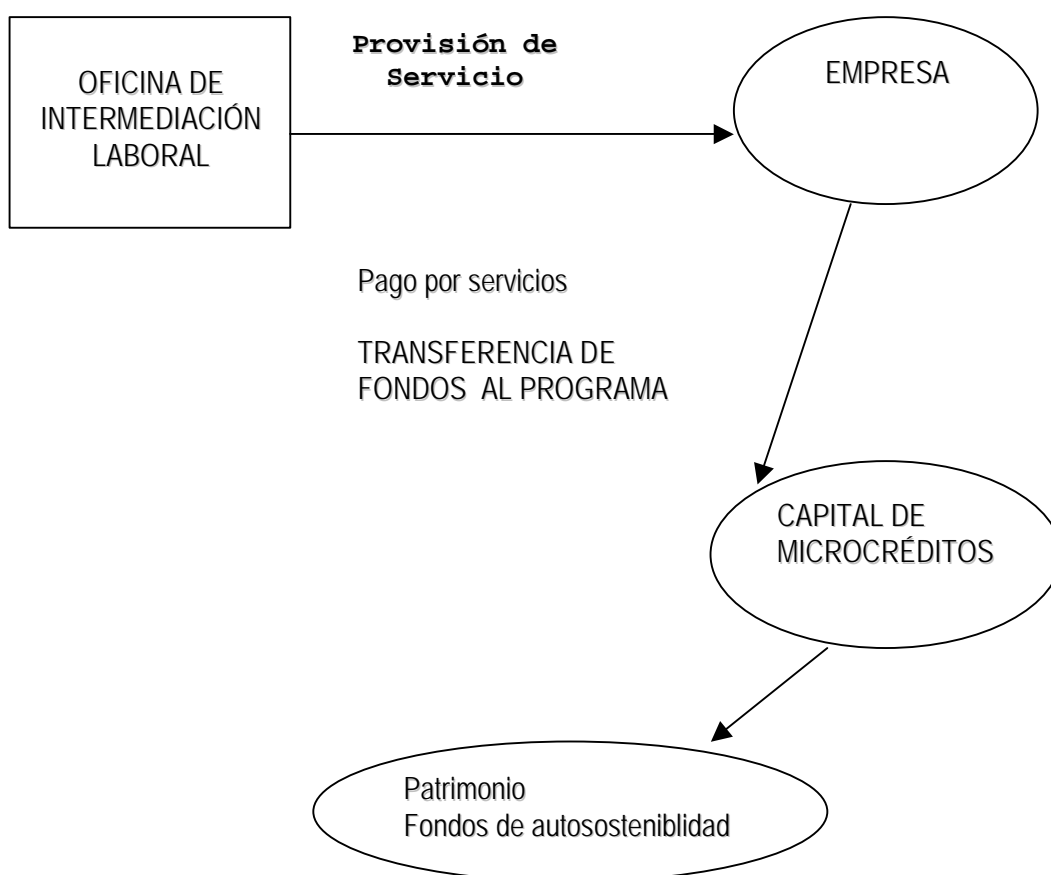 OFICINA DE
INTERMEDIACIÓN
LABORAL
Provisión de
Servicio
EMPRESA
Pago por servicios
TRANSFERENCIA DE
FONDOS AL PROGRAMA
CAPITAL DE
MICROCRÉDITOS
Patrimonio
Fondos de autososteniblidad